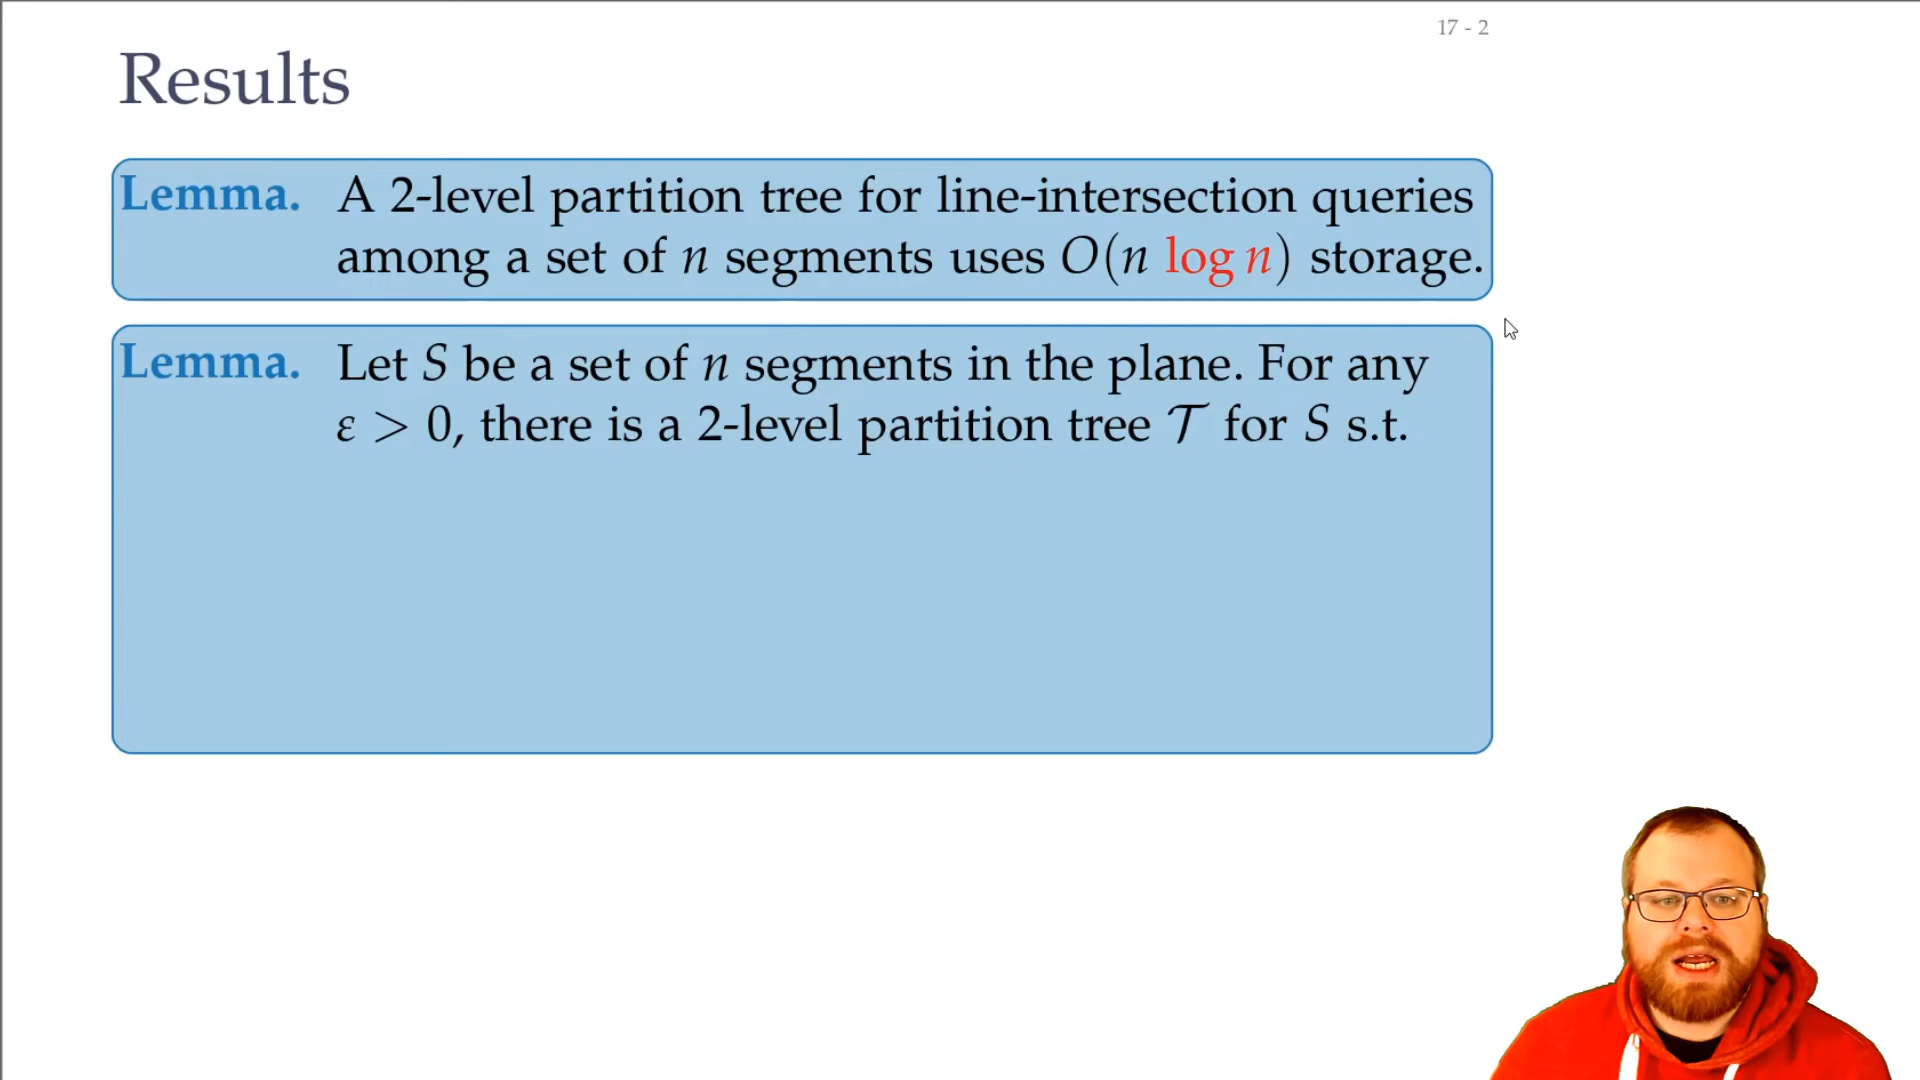 17 - 2
Results
Lemma. A 2-level partition tree for line-intersection queries
among a set of n segments uses O(n log n) storage.
Lemma. Let S be a set of n segments in the plane. For any
ε > 0, there is a 2-level partition tree 𝒯 for S s.t.